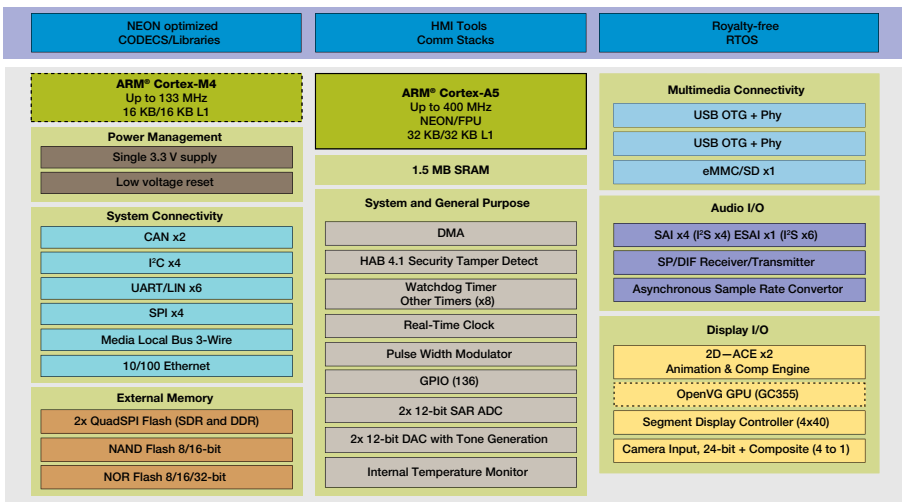 NEON optimized
CODECS/Libraries
HMI Tools
Comm Stacks
Royalty-free
RTOS
ARM® Cortex-M4
Up to 133 MHz
16 KB/16 KB L1
Power Management
Single 3.3 V supply
Low voltage reset
System Connectivity
CAN x2
I²C x4
UART/LIN x6
SPI x4
Media Local Bus 3-Wire
10/100 Ethernet
External Memory
2x QuadSPI Flash (SDR and DDR)
NAND Flash 8/16-bit
NOR Flash 8/16/32-bit
ARM® Cortex-A5
Up to 400 MHz
NEON/FPU
32 KB/32 KB L1
1.5 MB SRAM
System and General Purpose
DMA
HAB 4.1 Security Tamper Detect
Watchdog Timer
Other Timers (x8)
Real-Time Clock
Pulse Width Modulator
GPIO (136)
2x 12-bit SAR ADC
2x 12-bit DAC with Tone Generation
Internal Temperature Monitor
Multimedia Connectivity
USB OTG + Phy
USB OTG + Phy
eMMC/SD x1
Audio I/O
SAI x4 (I²S x4) ESAI x1 (I²S x6)
SP/DIF Receiver/Transmitter
Asynchronous Sample Rate Convertor
Display I/O
2D—ACE x2
Animation & Comp Engine
OpenVG GPU (GC355)
Segment Display Controller (4x40)
Camera Input, 24-bit + Composite (4 to 1)